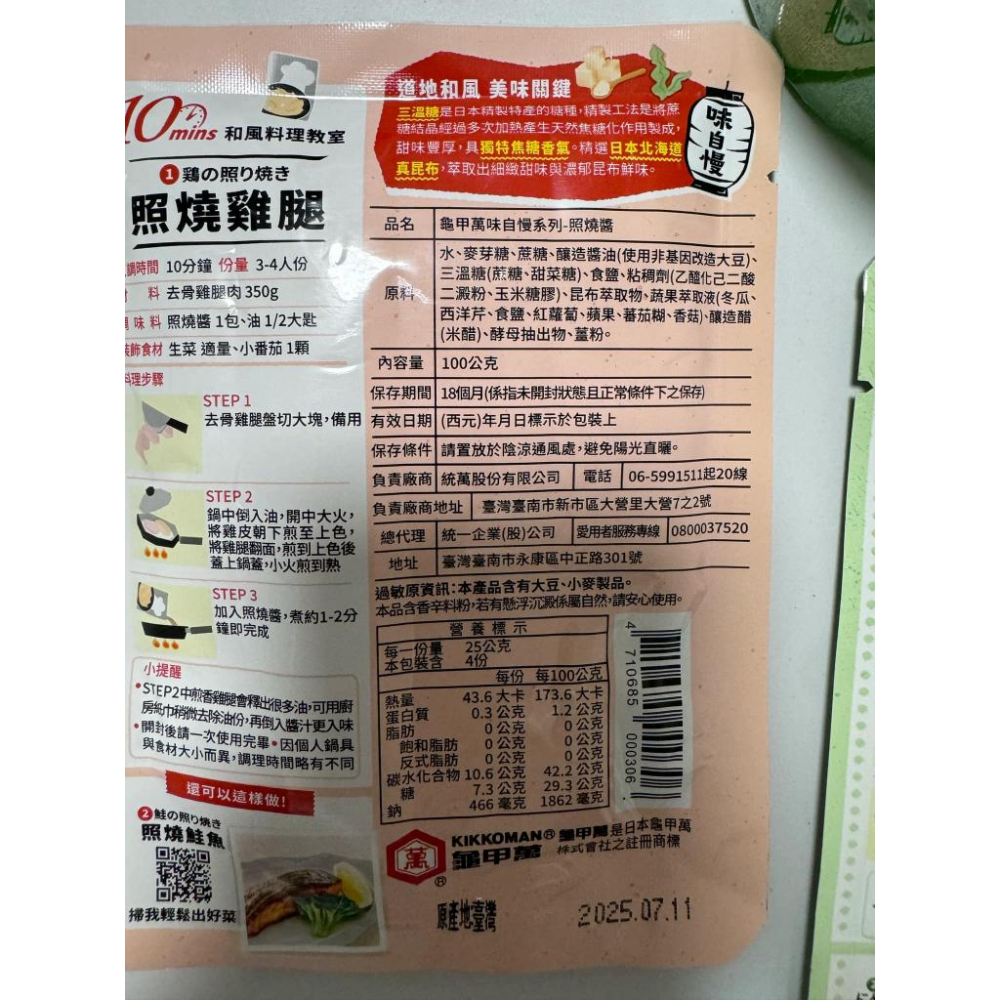 10 mins 和風料理教室
1 鶏の照り焼き
照燒雞腿
調時間 10分鐘 份量 3-4人份
料 去骨雞腿肉 350g
味料 照燒醬 1包、油 1/2大匙
裝飾食材 生菜 適量、小番茄 1顆
料理步驟
STEP 1
去骨雞腿盤切大塊，備用
STEP 2
鍋中倒入油，開中大火，
將雞皮朝下煎至上色，
將雞腿翻面，煎到上色後
蓋上鍋蓋，小火煎到熟
STEP 3
加入照燒醬，煮約1-2分
鐘即完成
小提醒
•STEP2中煎香雞腿會釋出很多油，可用廚
房紙巾稍微去除油份，再倒入醬汁更入味
•開封後請一次使用完畢•因個人鍋具
與食材大小而異，調理時間略有不同
還可以這樣做!
2 鮭の照り焼き
照燒鮭魚
掃我輕鬆出好菜
道地和風 美味關鍵
三溫糖是日本精製特產的糖種，精製工法是將蔗
糖結晶經過多次加熱產生天然焦糖化作用製成，
甜味豐厚，具獨特焦糖香氣。精選日本北海道
真昆布，萃取出細緻甜味與濃郁昆布鮮味。
味自慢
品名 龜甲萬味自慢系列-照燒醬
原料 水、麥芽糖、蔗糖、釀造醬油(使用非基因改造大豆)、
三溫糖(蔗糖、甜菜糖)、食鹽、粘稠劑(乙醯化己二酸
二澱粉、玉米糖膠)、昆布萃取物、蔬果萃取液(冬瓜、
西洋芹、食鹽、紅蘿蔔、蘋果、蕃茄糊、香菇)、釀造醋
(米醋)、酵母抽出物、薑粉。
內容量 100公克
保存期間 18個月(係指未開封狀態且正常條件下之保存)
有效日期 (西元)年月日標示於包裝上
保存條件 請置放於陰涼通風處，避免陽光直曬。
負責廠商 統萬股份有限公司 電話 06-5991511起20線
負責廠商地址 臺灣臺南市新市區大營里大營7之2號
總代理 統一企業(股)公司 愛用者服務專線 0800037520
地址 臺灣臺南市永康區中正路301號
過敏原資訊：本產品含有大豆、小麥製品。
本品含香辛料粉，若有懸浮沉澱係屬自然，請安心使用。
營養標示
每一份量 25公克
本包裝含 4份
每份 每100公克
熱量 43.6 大卡 173.6 大卡
蛋白質 0.3 公克 1.2 公克
脂肪 0 公克 0 公克
飽和脂肪 0 公克 0 公克
反式脂肪 0 公克 0 公克
碳水化合物 10.6 公克 42.2 公克
糖 7.3 公克 29.3 公克
鈉 466 毫克 1862 毫克
4 710685 000306
萬 ® KIKKOMAN® 龜甲萬是日本龜甲萬
龜甲萬 株式會社之註冊商標
原產地臺灣
2025.07.11